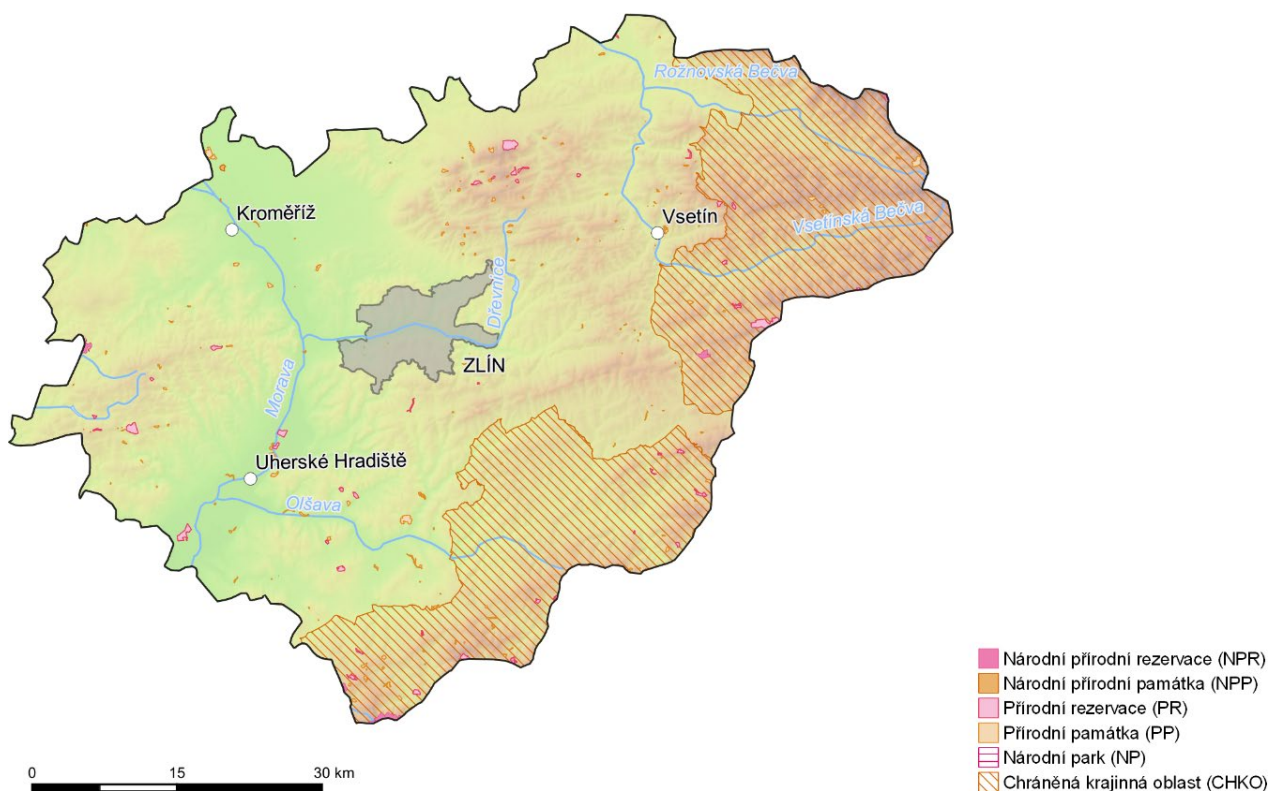 Rožnovská Bečva
Kroměříž
Vsetín
Vsetínská Bečva
Dřevnice
ZLÍN
Morava
Uherské Hradiště
Olšava
Národní přírodní rezervace (NPR)
Národní přírodní památka (NPP)
Přírodní rezervace (PR)
Přírodní památka (PP)
Národní park (NP)
Chráněná krajinná oblast (CHKO)
0 15 30 km